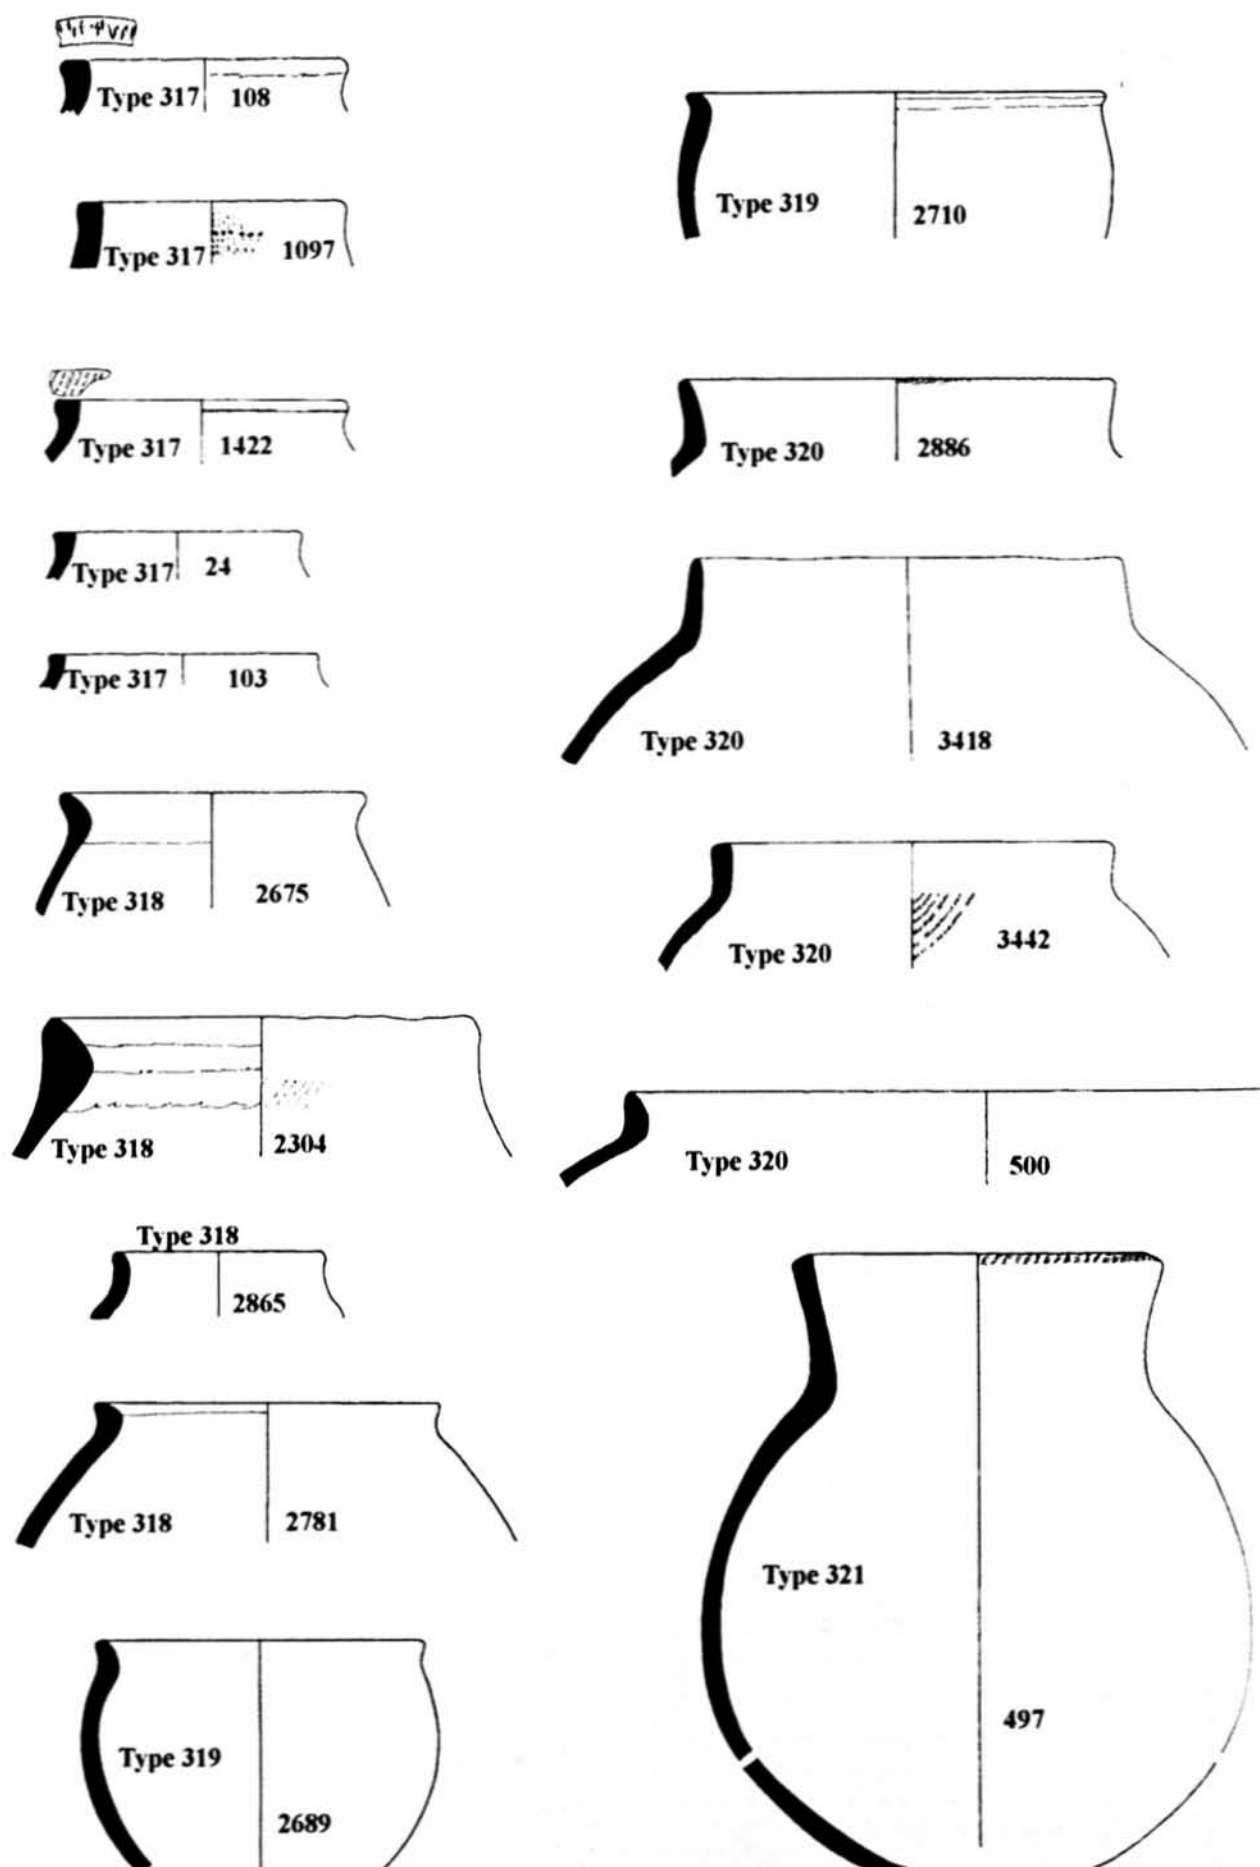 Type 317 108
Type 317 1097
Type 317 1422
Type 317 24
Type 317 103
Type 318 2675
Type 318 2304
Type 318
2865
Type 318 2781
Type 319
2689
Type 319 2710
Type 320 2886
Type 320 3418
Type 320 3442
Type 320 500
Type 321
497